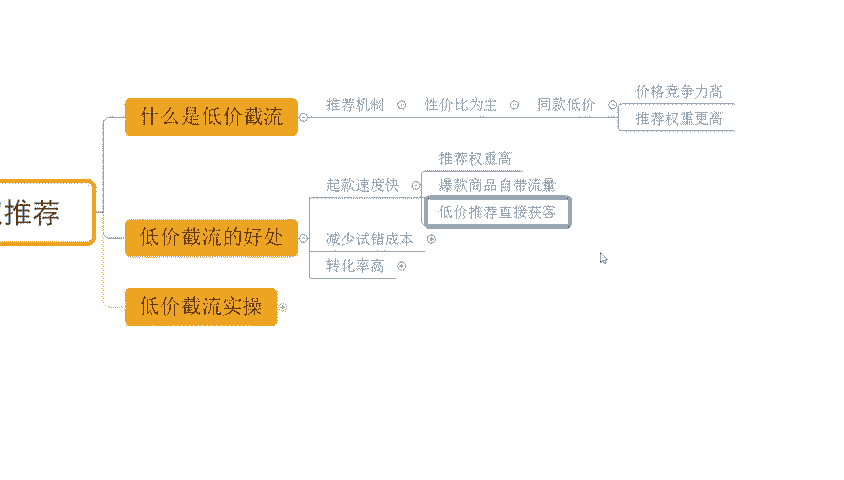 推荐
什么是低价截流
推荐机制
性价比为主
同款低价
价格竞争力高
推荐权重更高
低价截流的好处
起款速度快
推荐权重高
爆款商品自带流量
低价推荐直接获客
减少试错成本
转化率高
低价截流实操